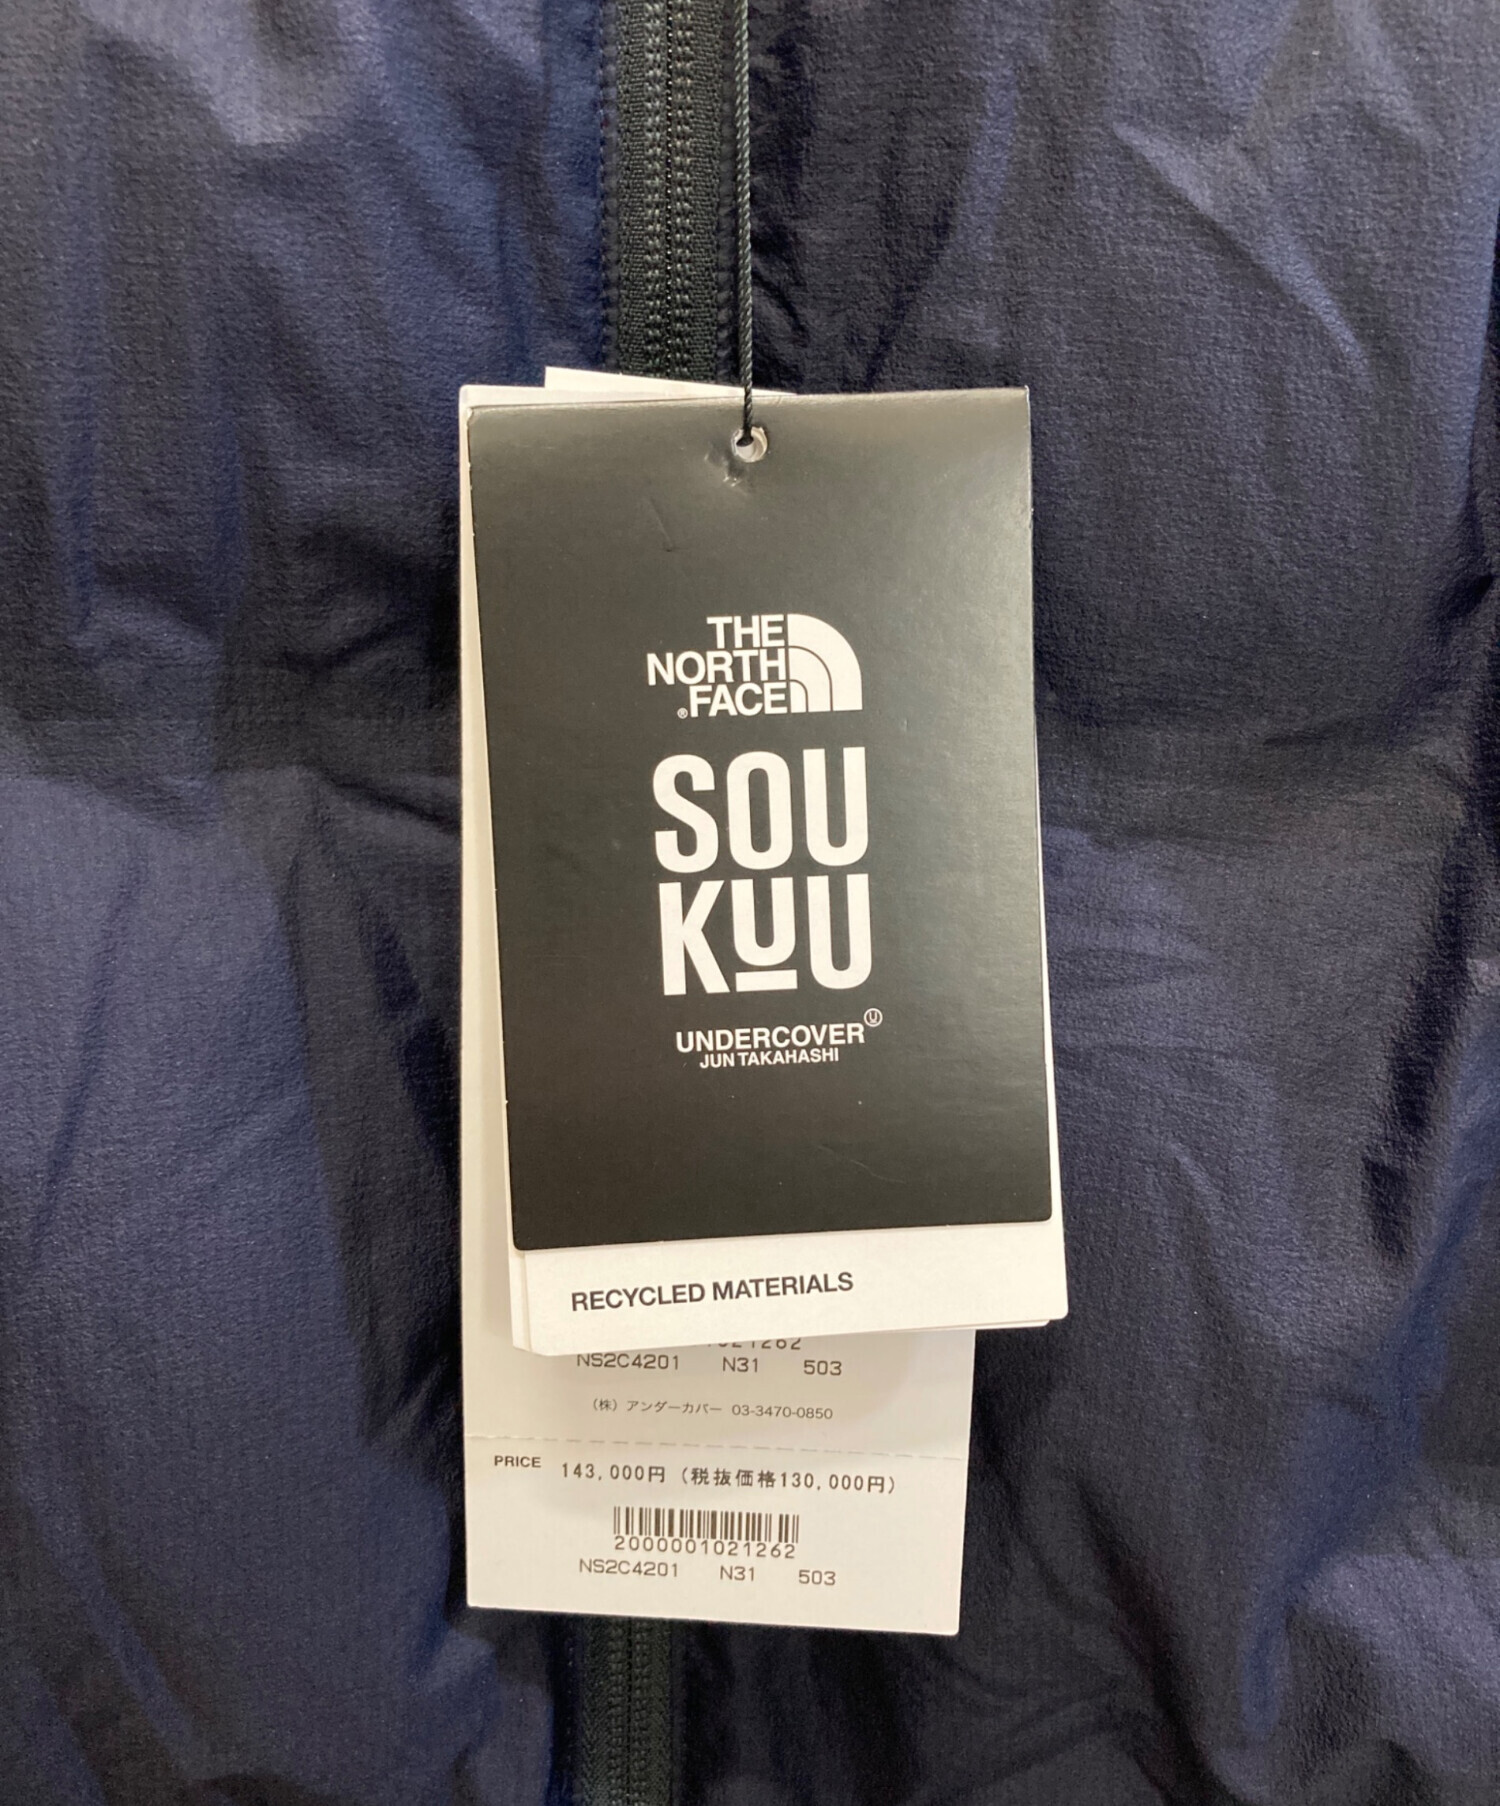 THE
NORTH
®FACE
SOU
KUU
UNDERCOVER Ⓤ
JUN TAKAHASHI
RECYCLED MATERIALS
1021262
NS2C4201 N31 503
（株）アンダーカバー 03-3470-0850
PRICE 143,000円（税抜価格130,000円）
2000001021262
NS2C4201 N31 503